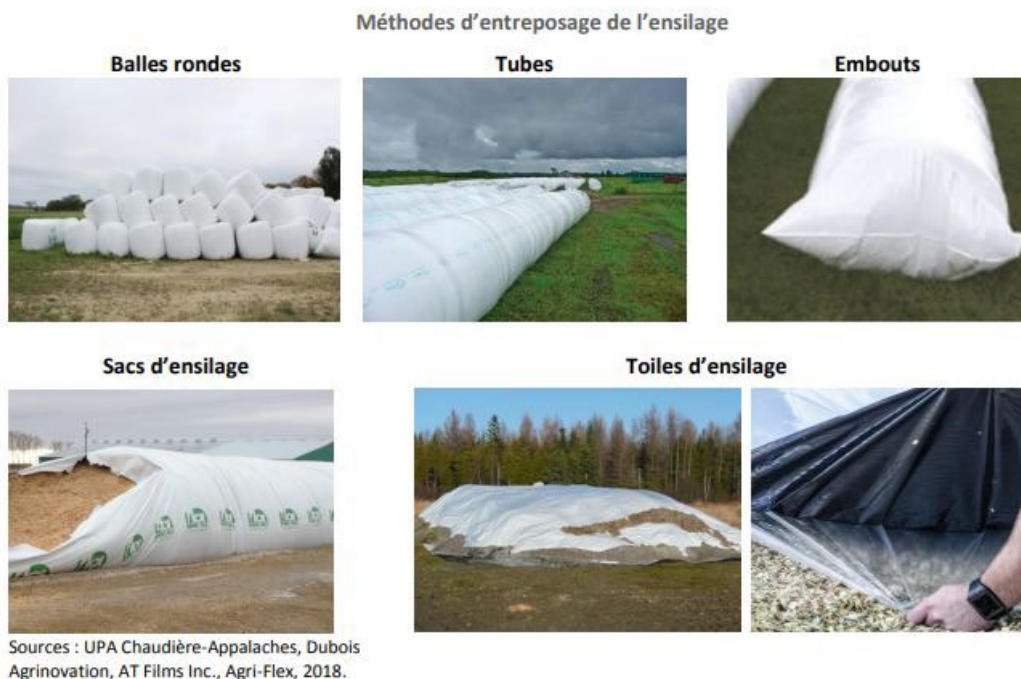 Méthodes d'entreposage de l'ensilage
Balles rondes
Tubes
Embouts
Sacs d'ensilage
Toiles d'ensilage
Sources : UPA Chaudière-Appalaches, Dubois
Agrinovation, AT Films Inc., Agri-Flex, 2018.